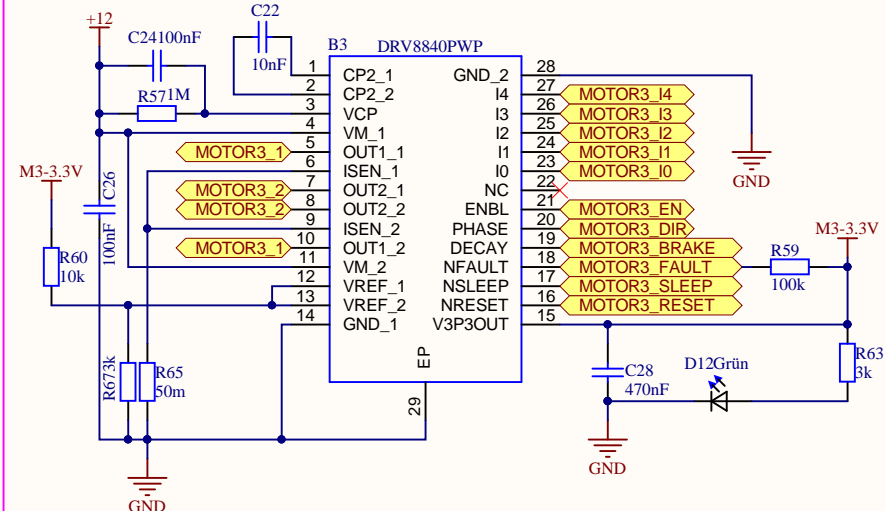 C22
+12
C24100nF
10nF
B3
DRV8840PWP
R571M
1 CP2_1
2 CP2_2
3 VCP
4 VM_1
MOTOR3_1 5 OUT1_1
6 ISEN_1
MOTOR3_2 7 OUT2_1
MOTOR3_2 8 OUT2_2
9 ISEN_2
MOTOR3_1 10 OUT1_2
11 VM_2
12 VREF_1
13 VREF_2
14 GND_1
EP
29
GND_2 28
I4 27 MOTOR3_I4
I3 26 MOTOR3_I3
I2 25 MOTOR3_I2
I1 24 MOTOR3_I1
I0 23 MOTOR3_I0
NC 22
ENBL 21 MOTOR3_EN
PHASE 20 MOTOR3_DIR
DECAY 19 MOTOR3_BRAKE
NFAULT 18 MOTOR3_FAULT
NSLEEP 17 MOTOR3_SLEEP
NRESET 16 MOTOR3_RESET
V3P3OUT 15
M3-3.3V
C26
100nF
R60
10k
R673k
R65
50m
GND
GND
M3-3.3V
R59
100k
C28
470nF
D12Grün
R63
3k
GND